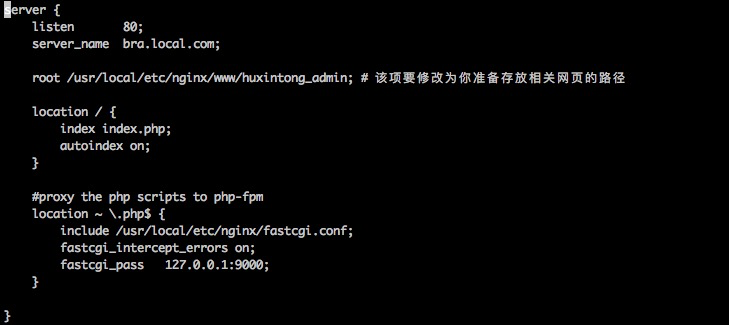 server {
    listen       80;
    server_name  bra.local.com;

    root /usr/local/etc/nginx/www/huxintong_admin; # 该项要修改为你准备存放相关网页的路径

    location / {
        index index.php;
        autoindex on;
    }

    #proxy the php scripts to php-fpm
    location ~ \.php$ {
        include /usr/local/etc/nginx/fastcgi.conf;
        fastcgi_intercept_errors on;
        fastcgi_pass   127.0.0.1:9000;
    }

}